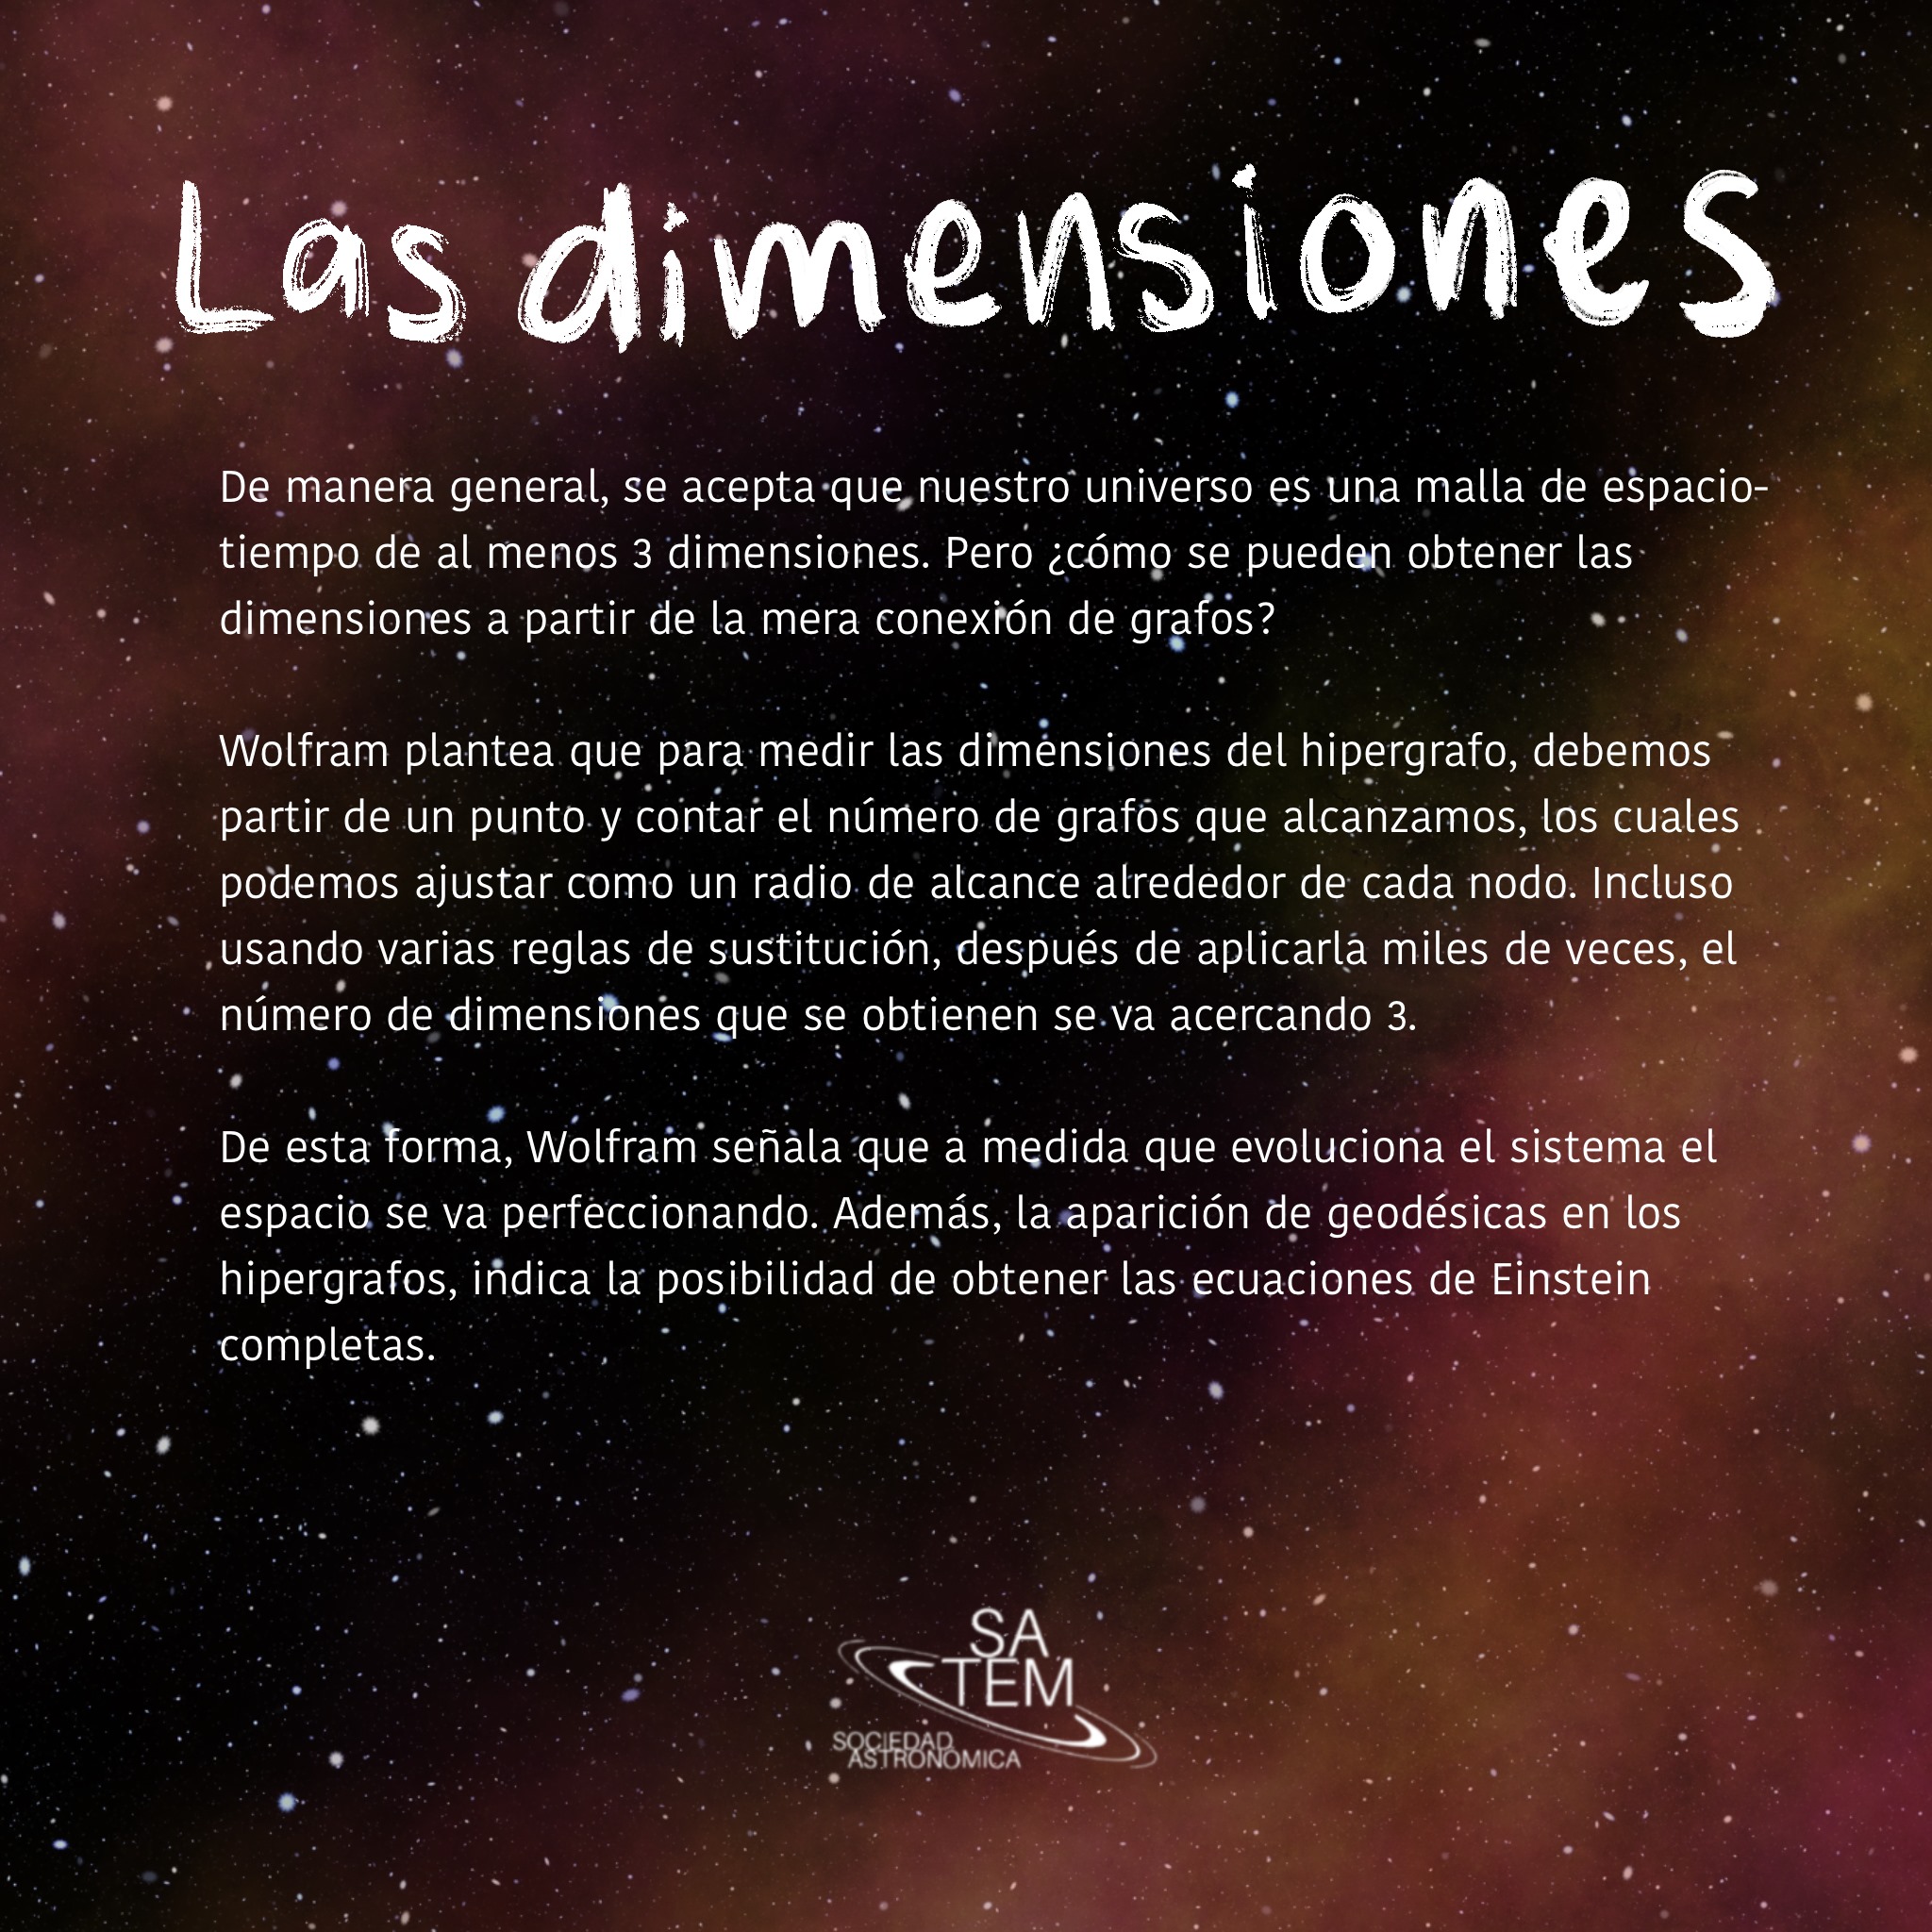 Las dimensiones
De manera general, se acepta que nuestro universo es una malla de espacio-
tiempo de al menos 3 dimensiones. Pero ¿cómo se pueden obtener las
dimensiones a partir de la mera conexión de grafos?
Wolfram plantea que para medir las dimensiones del hipergrafo, debemos
partir de un punto y contar el número de grafos que alcanzamos, los cuales
podemos ajustar como un radio de alcance alrededor de cada nodo. Incluso
usando varias reglas de sustitución, después de aplicarla miles de veces, el
número de dimensiones que se obtienen se va acercando 3.
De esta forma, Wolfram señala que a medida que evoluciona el sistema el
espacio se va perfeccionando. Además, la aparición de geodésicas en los
hipergrafos, indica la posibilidad de obtener las ecuaciones de Einstein
completas.
SA
TEM
SOCIEDAD
ASTRONOMICA